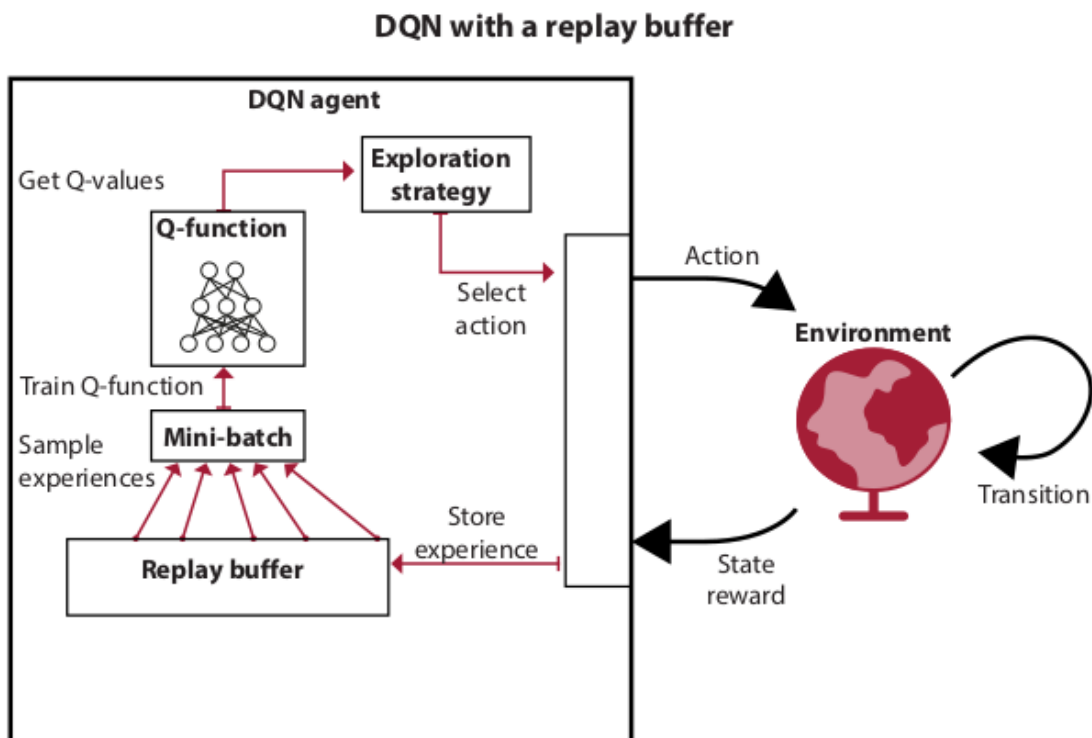 DQN with a replay buffer
DQN agent
Get Q-values
Exploration
strategy
Q-function
Select
action
Action
Environment
Train Q-function
Mini-batch
Sample
experiences
Store
experience
Replay buffer
State
reward
Transition